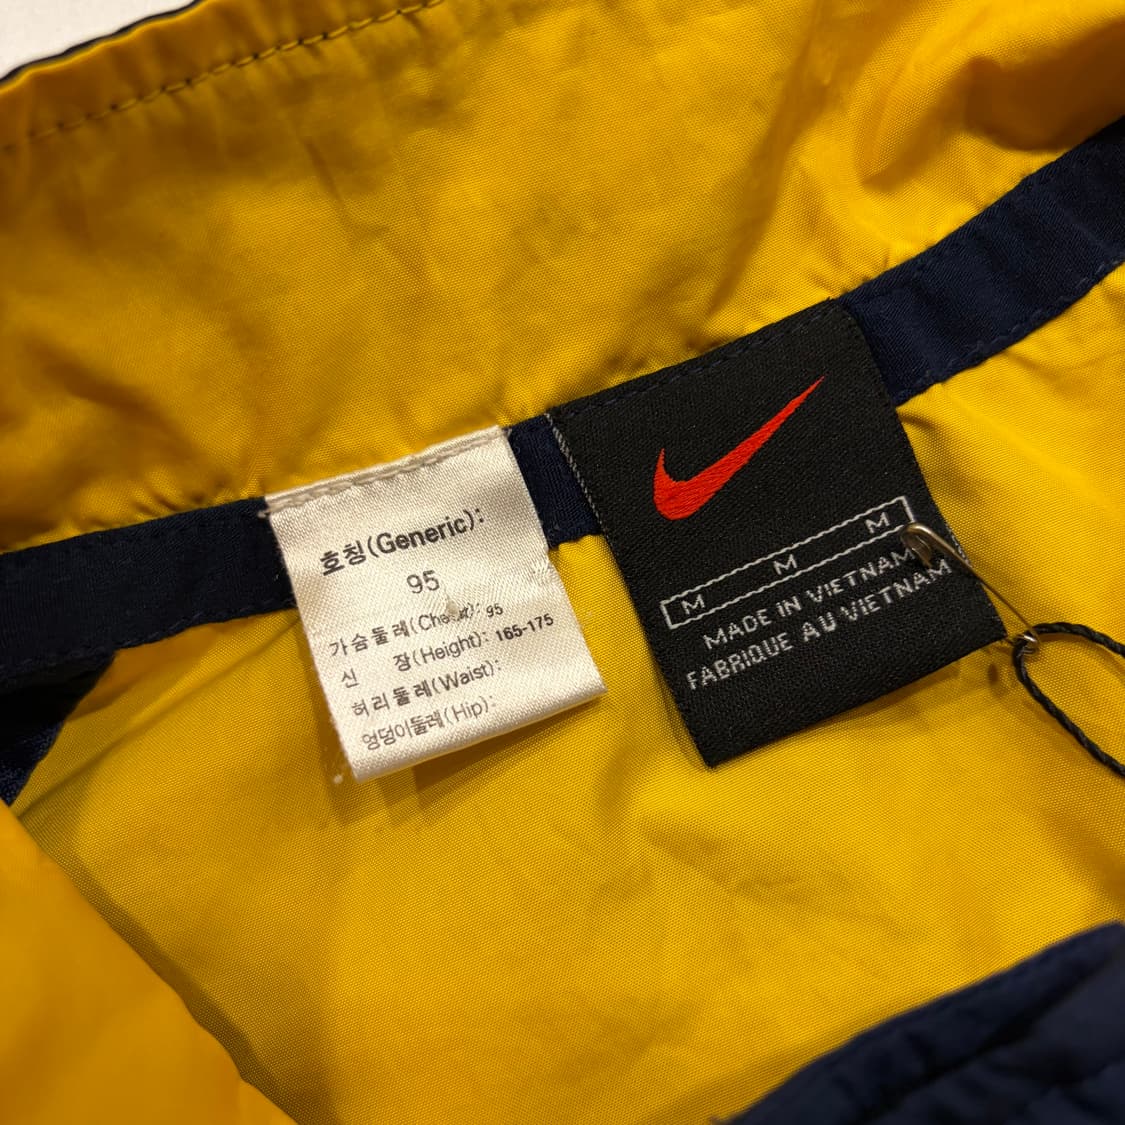 호칭(Generic):
95
가슴둘레(Chest): 95
신 장(Height): 165-175
허리둘레(Waist):
엉덩이둘레(Hip):
M M M
MADE IN VIETNAM
FABRIQUE AU VIETNAM